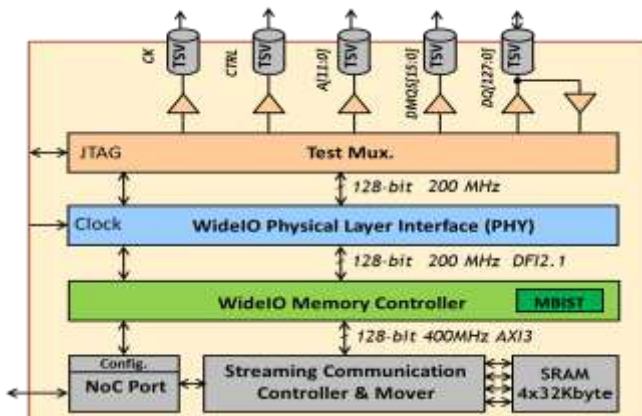 TSV TSV TSV TSV TSV
CK CTRL A[11:0] DMQS[15:0] DQ[127:0]
JTAG Test Mux.
128-bit 200 MHz
Clock WideIO Physical Layer Interface (PHY)
128-bit 200 MHz DFI2.1
WideIO Memory Controller MBIST
128-bit 400MHz AXI3
Config.
NoC Port
Streaming Communication
Controller & Mover
SRAM
4x32Kbyte